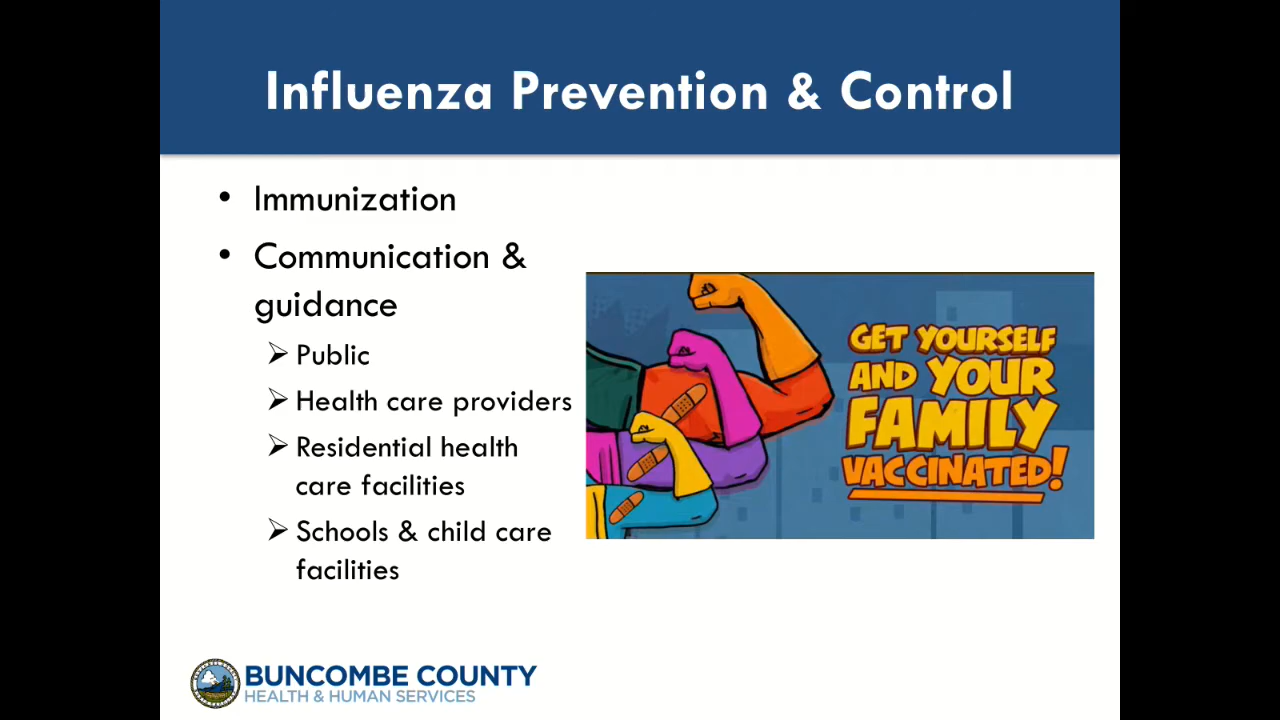 Influenza Prevention & Control
• Immunization
• Communication &
guidance
➢ Public
➢ Health care providers
➢ Residential health
care facilities
➢ Schools & child care
facilities
GET YOURSELF
AND YOUR
FAMILY
VACCINATED!
BUNCOMBE COUNTY
HEALTH & HUMAN SERVICES